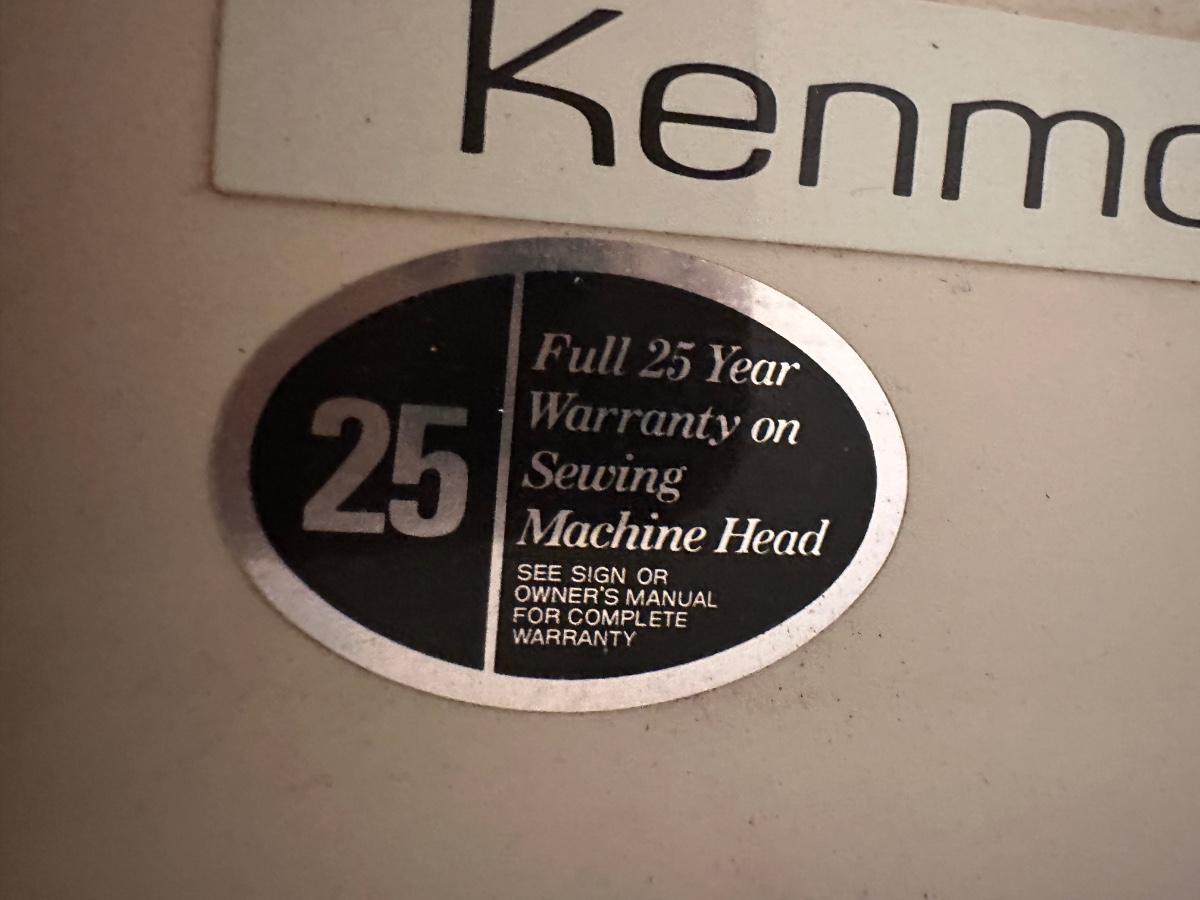 Kenmo
25
Full 25 Year
Warranty on
Sewing
Machine Head
SEE SIGN OR
OWNER'S MANUAL
FOR COMPLETE
WARRANTY